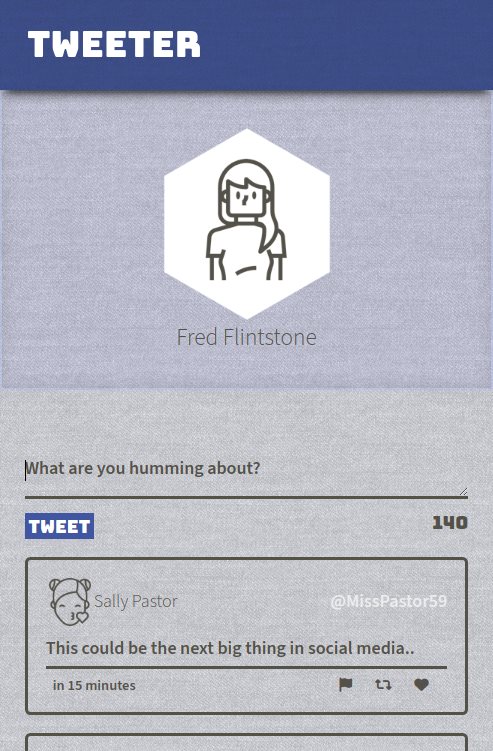 TWEETER
Fred Flintstone
What are you humming about?
TWEET 140
Sally Pastor @MissPastor59
This could be the next big thing in social media..
in 15 minutes